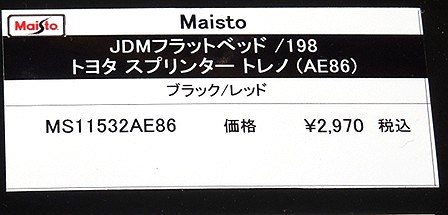 Maisto
Maisto
JDMフラットベッド /198
トヨタ スプリンター トレノ (AE86)
ブラック/レッド
MS11532AE86 価格 ¥2,970 税込